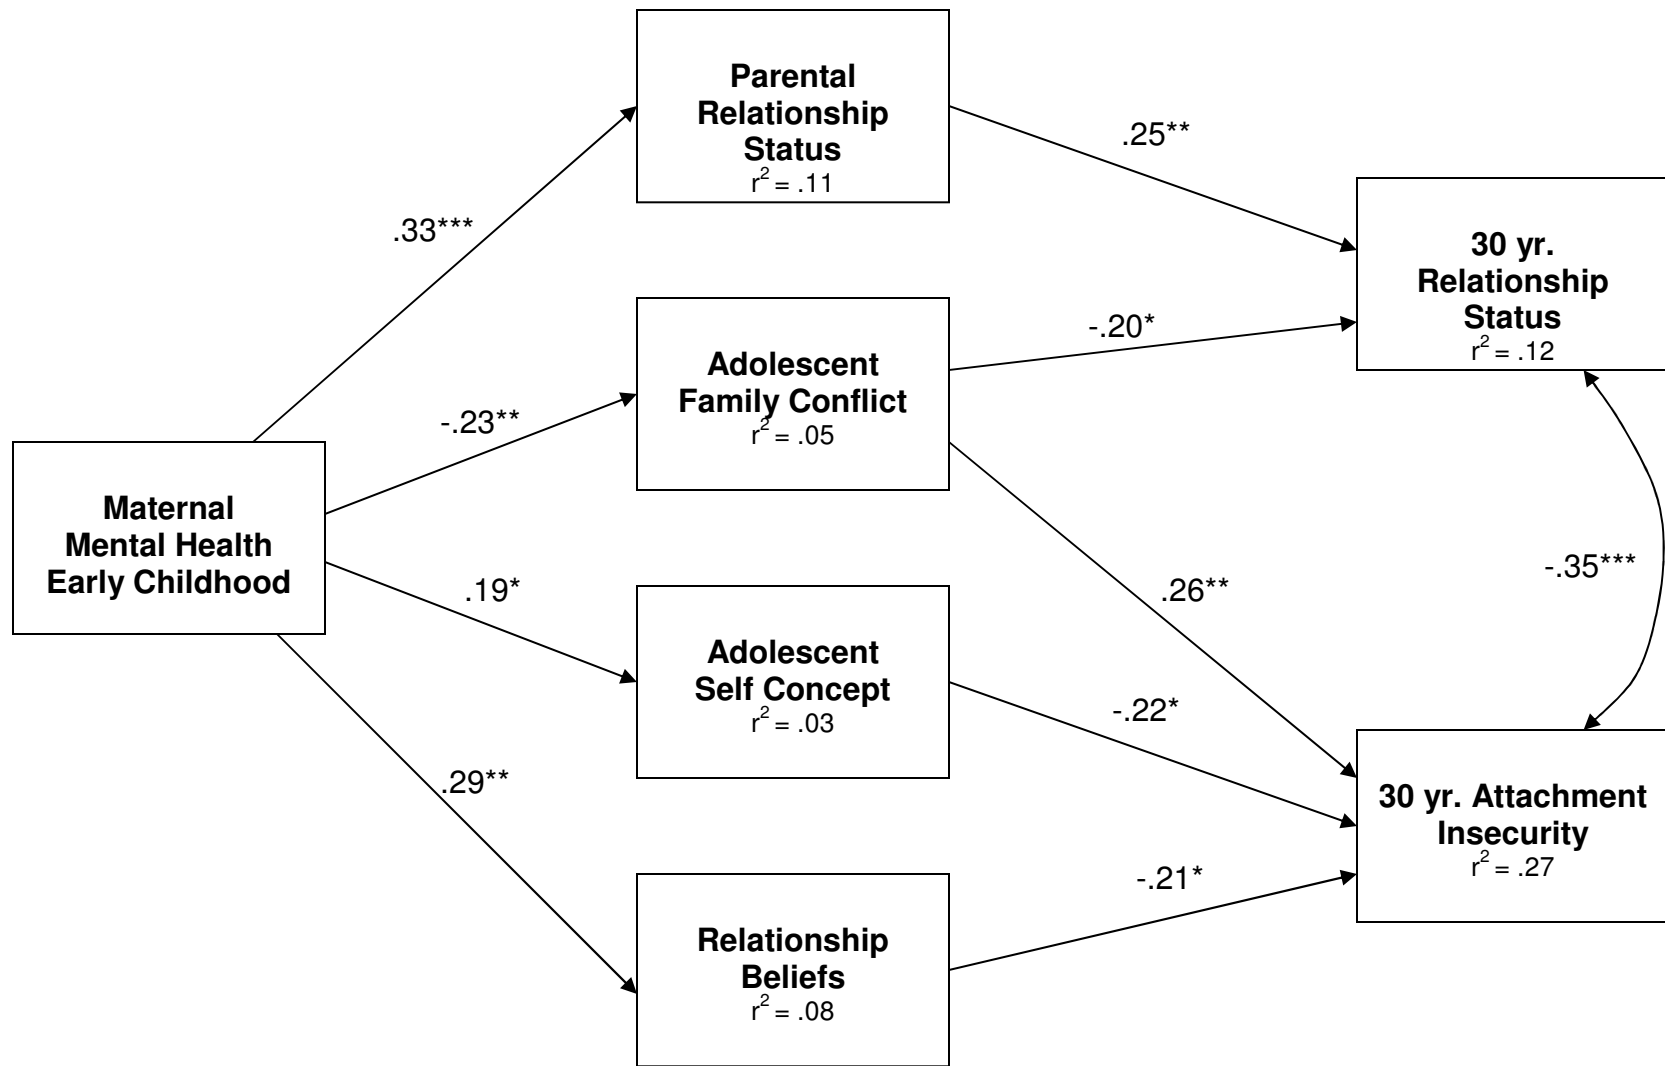 Parental
Relationship
Status
r² = .11
.25**
.33***
30 yr.
Relationship
Status
r² = .12
-.20*
Adolescent
Family Conflict
r² = .05
-.23**
Maternal
Mental Health
Early Childhood
.19*
.26**
-.35***
Adolescent
Self Concept
r² = .03
-.22*
.29**
30 yr. Attachment
Insecurity
r² = .27
-.21*
Relationship
Beliefs
r² = .08